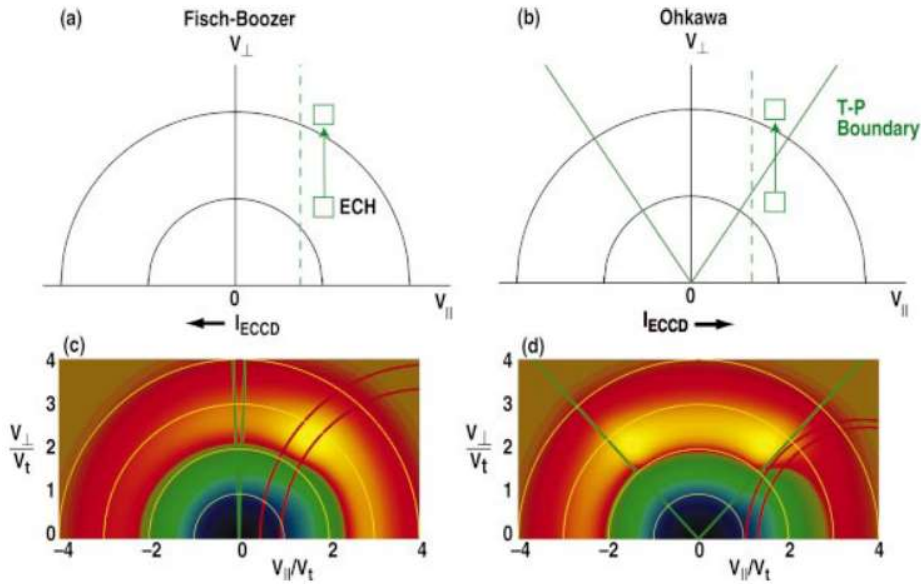 (a)
Fisch-Boozer
V⊥
ECH
0
V||
← I_ECCD
(b)
Ohkawa
V⊥
T-P
Boundary
0
V||
I_ECCD →
(c)
4
3
2
1
0
V⊥/Vt
−4
−2
0
2
4
V||/Vt
(d)
4
3
2
1
0
V⊥/Vt
−4
−2
0
2
4
V||/Vt